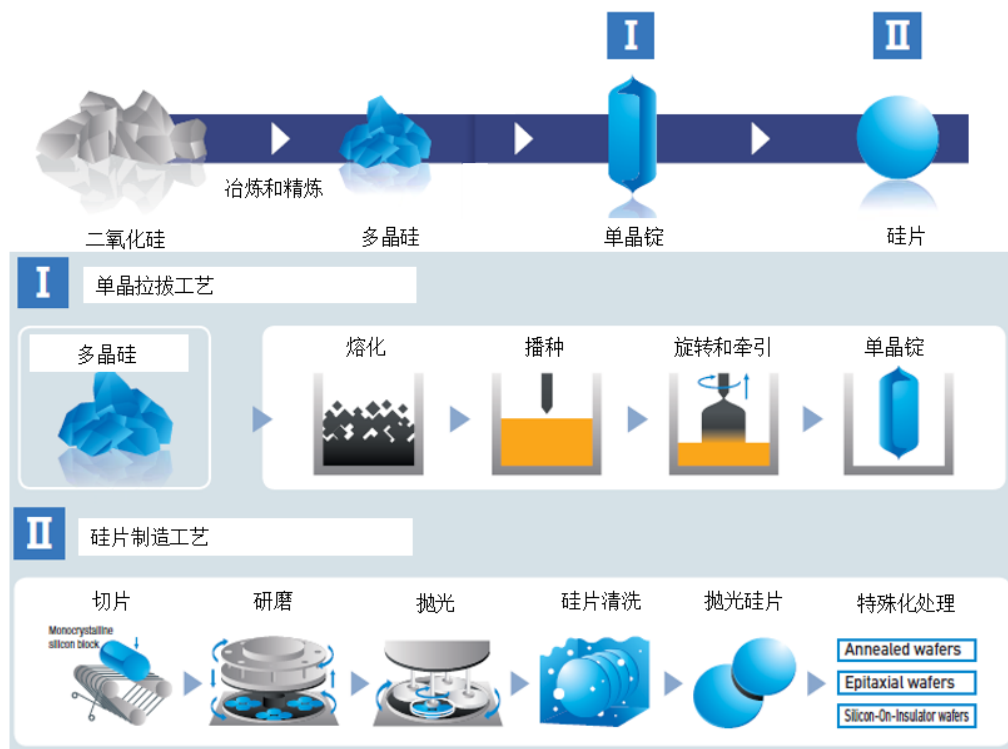 I
II
冶炼和精炼
二氧化硅
多晶硅
单晶锭
硅片
I
单晶拉拔工艺
多晶硅
熔化
播种
旋转和牵引
单晶锭
II
硅片制造工艺
切片
研磨
抛光
硅片清洗
抛光硅片
特殊化处理
Monocrystalline
silicon block
Annealed wafers
Epitaxial wafers
Silicon-On-Insulator wafers